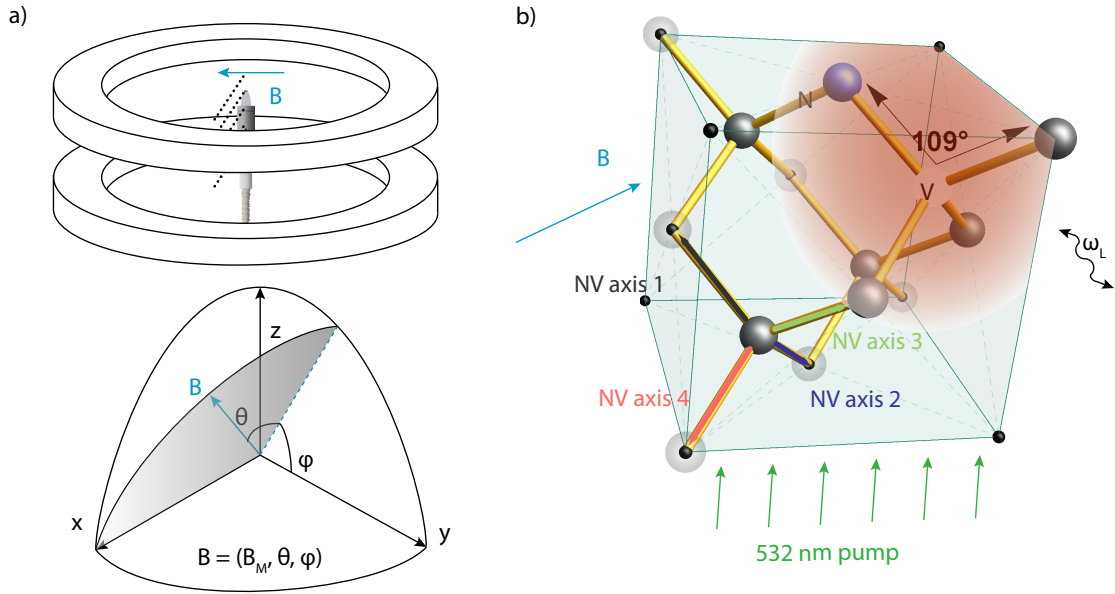 a)
B
z
B
θ
φ
x
y
B = (B_M, θ, φ)
b)
N
109°
B
V
ω_L
NV axis 1
NV axis 3
NV axis 4
NV axis 2
532 nm pump